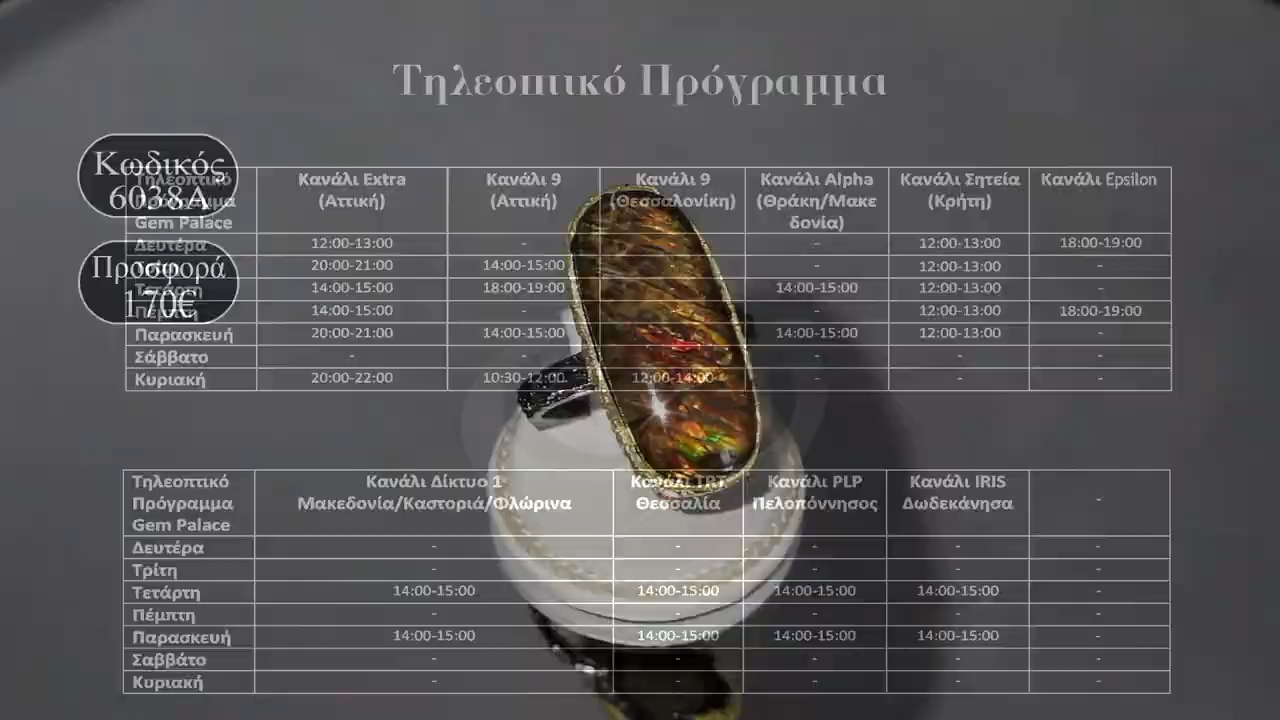 Τηλεοπτικό Πρόγραμμα
Κωδικός
6038Α
Προσφορά
170€
Τηλεοπτικό Πρόγραμμα Gem Palace | Κανάλι Extra (Αττική) | Κανάλι 9 (Αττική) | Κανάλι 9 (Θεσσαλονίκη) | Κανάλι Alpha (Θράκη/Μακε δονία) | Κανάλι Σητεία (Κρήτη) | Κανάλι Epsilon
Δευτέρα | 12:00-13:00 | - | | - | 12:00-13:00 | 18:00-19:00
20:00-21:00 | 14:00-15:00 | | - | 12:00-13:00 | -
Τετάρτη | 14:00-15:00 | 18:00-19:00 | | 14:00-15:00 | 12:00-13:00 | -
Πέμπτη | 14:00-15:00 | - | | - | 12:00-13:00 | 18:00-19:00
Παρασκευή | 20:00-21:00 | 14:00-15:00 | | 14:00-15:00 | 12:00-13:00 | -
Σάββατο | - | - | | - | - | -
Κυριακή | 20:00-22:00 | 10:30-12:00 | 12:00-14:00 | - | - | -
Τηλεοπτικό Πρόγραμμα Gem Palace | Κανάλι Δίκτυο 1 Μακεδονία/Καστοριά/Φλώρινα | Κανάλι TRT Θεσσαλία | Κανάλι PLP Πελοπόννησος | Κανάλι IRIS Δωδεκάνησα | -
Δευτέρα | - | - | - | - | -
Τρίτη | - | - | - | - | -
Τετάρτη | 14:00-15:00 | 14:00-15:00 | 14:00-15:00 | 14:00-15:00 | -
Πέμπτη | - | - | - | - | -
Παρασκευή | 14:00-15:00 | 14:00-15:00 | 14:00-15:00 | 14:00-15:00 | -
Σαββάτο | - | - | - | - | -
Κυριακή | - | - | - | - | -